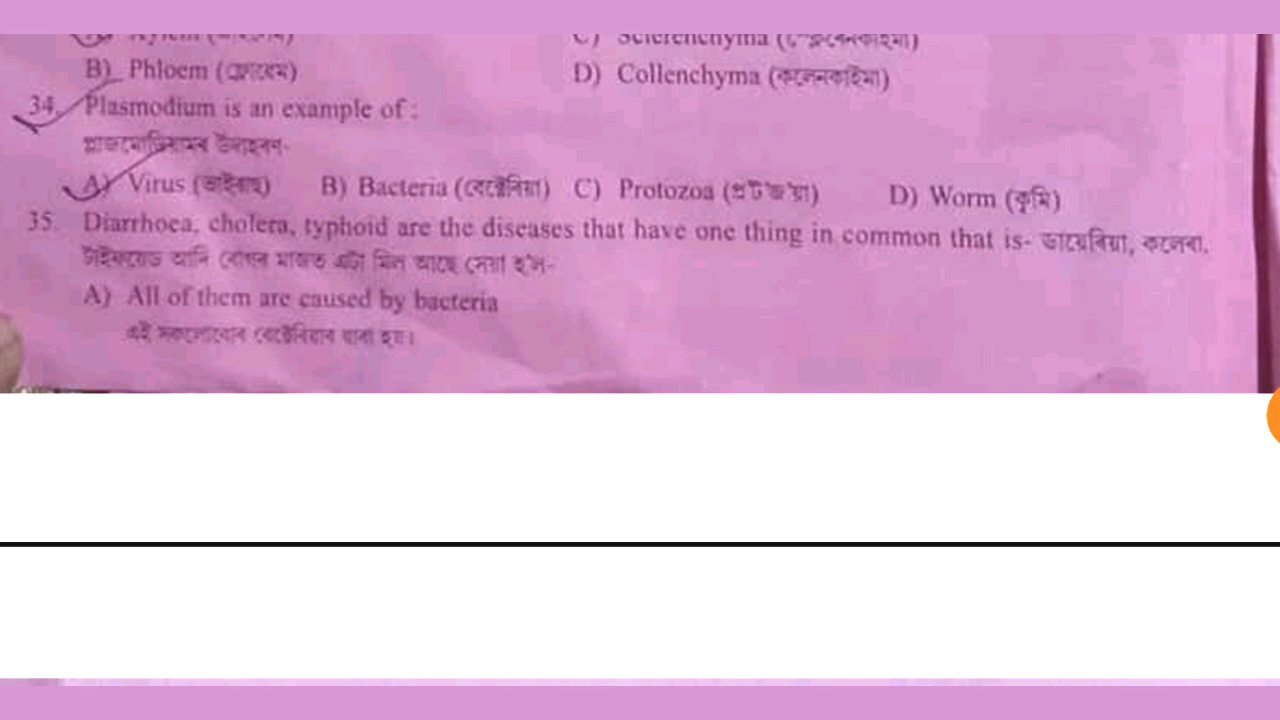 B) Phloem (ফ্লোয়েম)
D) Collenchyma (কলেনকাইমা)
34. Plasmodium is an example of :
প্লাজমোডিয়ামৰ উদাহৰণ-
A) Virus (ভাইৰাছ) B) Bacteria (বেক্টেৰিয়া) C) Protozoa (প্ৰট'জ'ৱা) D) Worm (কৃমি)
35. Diarrhoea, cholera, typhoid are the diseases that have one thing in common that is- ডায়েৰিয়া, কলেৰা,
টাইফয়েড আদি ৰোগৰ মাজত এটা মিল আছে সেয়া হ'ল-
A) All of them are caused by bacteria
এই সকলোবোৰ বেক্টেৰিয়াৰ দ্বাৰা হয়।